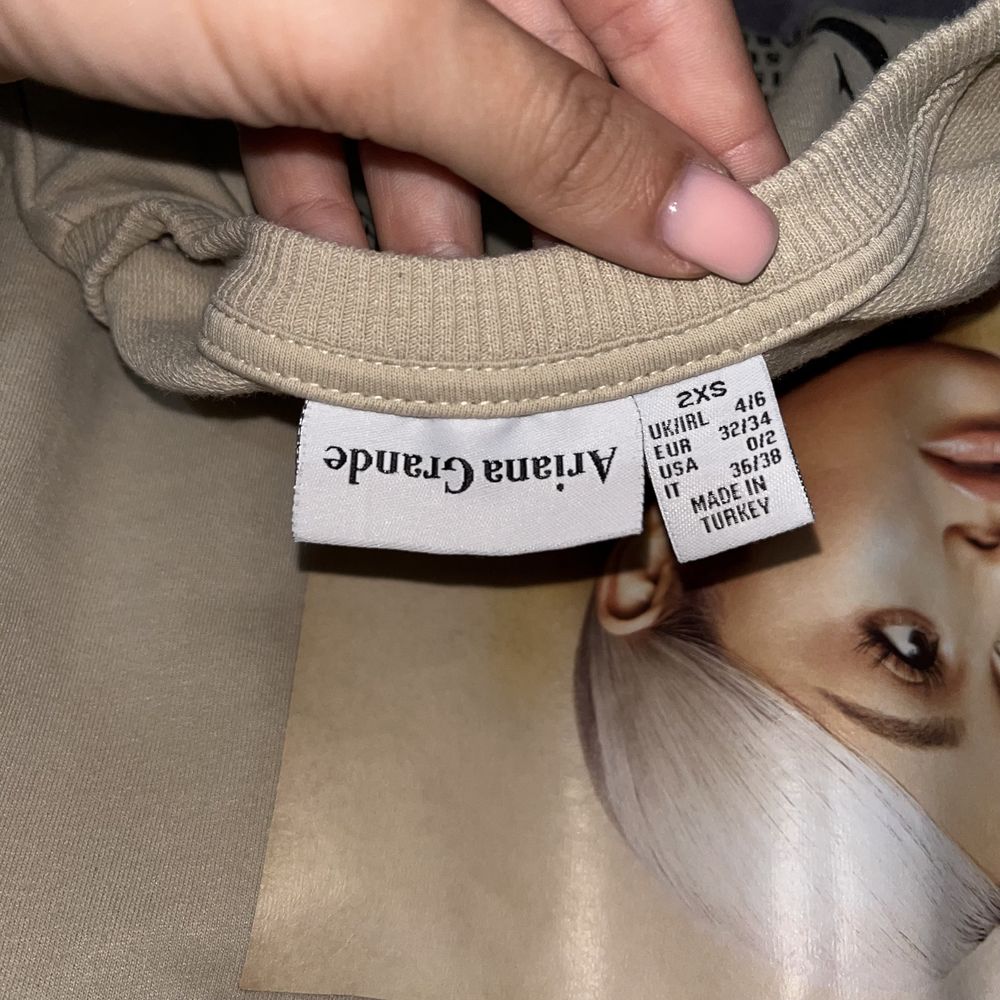 Ariana Grande
2XS
UK/IRL 4/6
EUR 32/34
USA 0/2
IT 36/38
MADE IN
TURKEY